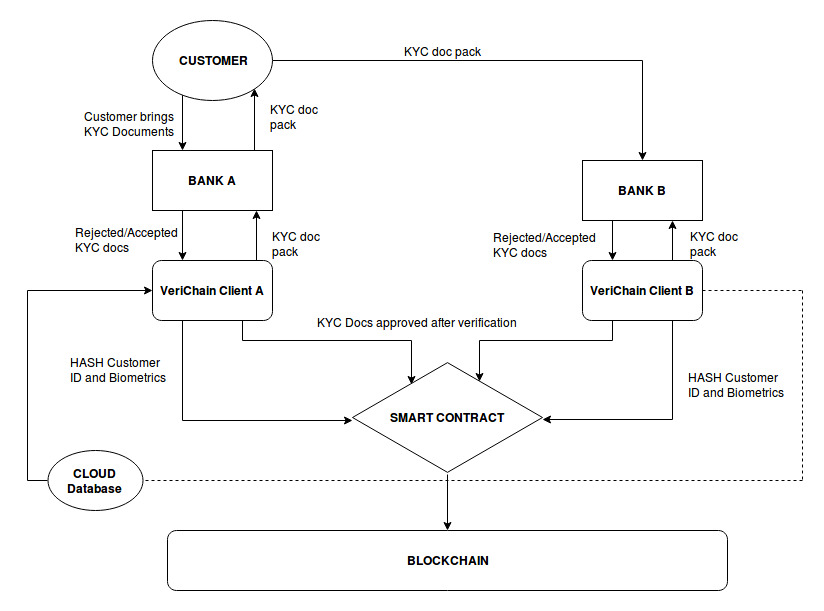 KYC doc pack
CUSTOMER
Customer brings
KYC Documents
KYC doc
pack
BANK A
BANK B
Rejected/Accepted
KYC docs
KYC doc
pack
Rejected/Accepted
KYC docs
KYC doc
pack
VeriChain Client A
VeriChain Client B
KYC Docs approved after verification
HASH Customer
ID and Biometrics
HASH Customer
ID and Biometrics
SMART CONTRACT
CLOUD
Database
BLOCKCHAIN